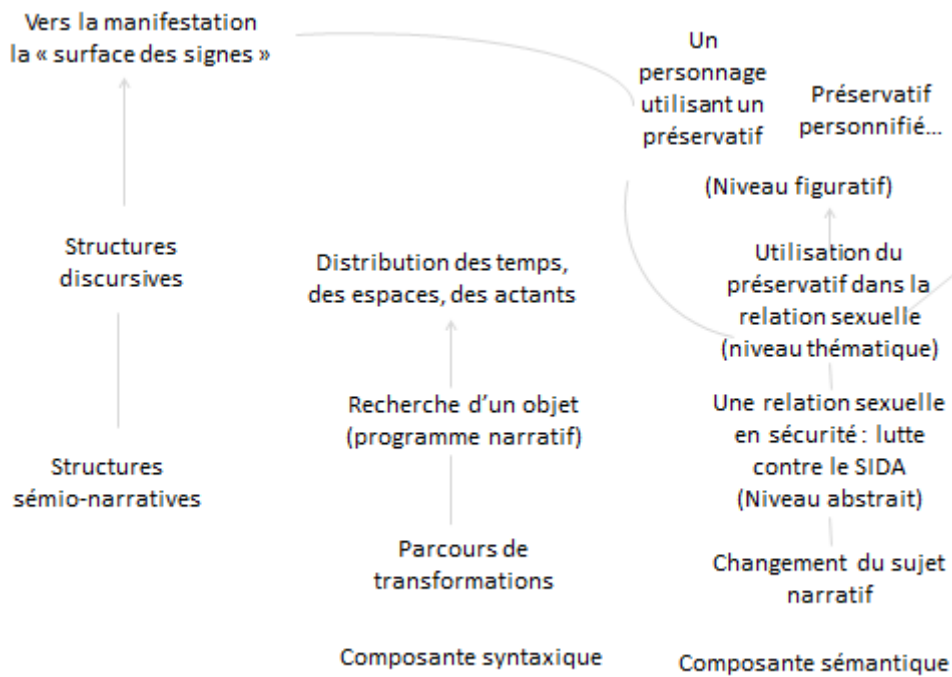 Vers la manifestation
la « surface des signes »
Structures
discursives
Structures
sémio-narratives
Distribution des temps,
des espaces, des actants
Recherche d’un objet
(programme narratif)
Parcours de
transformations
Composante syntaxique
Un
personnage
utilisant un
préservatif
Préservatif
personnifié…
(Niveau figuratif)
Utilisation du
préservatif dans la
relation sexuelle
(niveau thématique)
Une relation sexuelle
en sécurité : lutte
contre le SIDA
(Niveau abstrait)
Changement du sujet
narratif
Composante sémantique